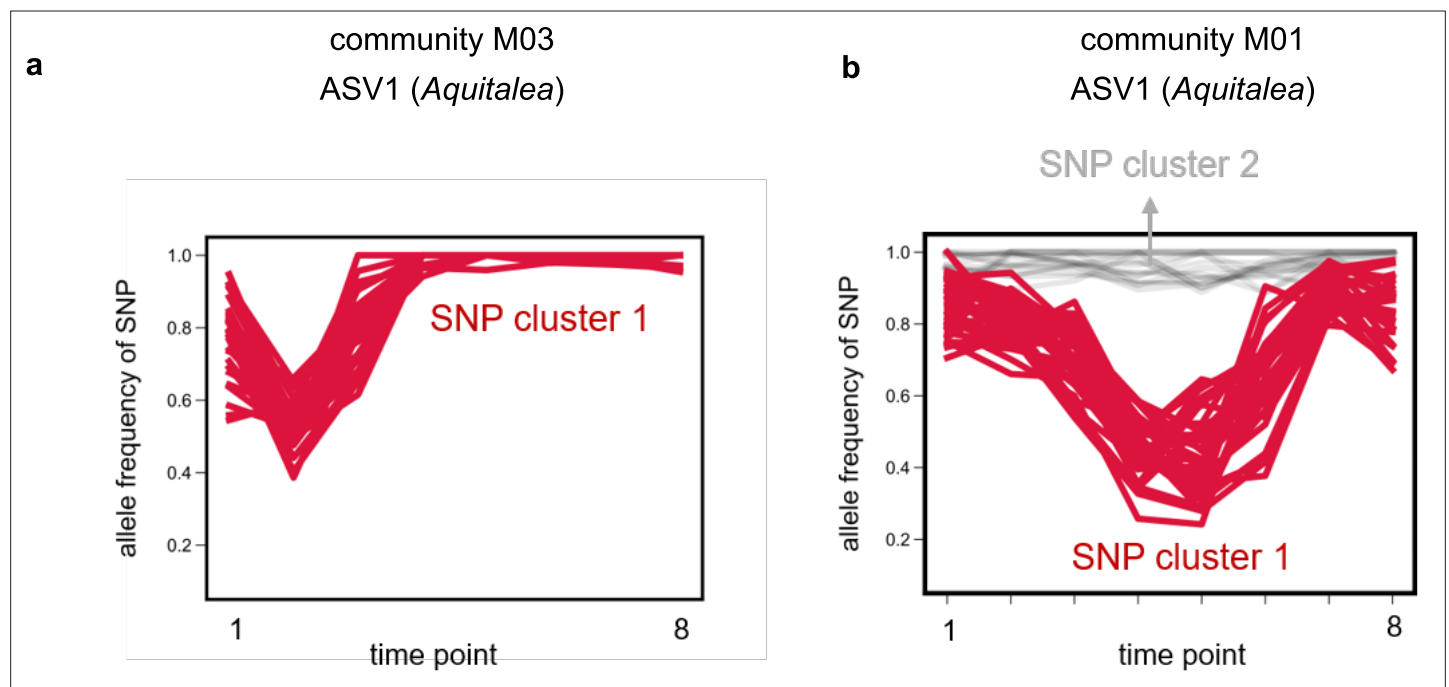 a
community M03
ASV1 (Aquitalea)
allele frequency of SNP
1.0
0.8
0.6
0.4
0.2
SNP cluster 1
1
8
time point
b
community M01
ASV1 (Aquitalea)
SNP cluster 2
allele frequency of SNP
1.0
0.8
0.6
0.4
0.2
SNP cluster 1
1
8
time point